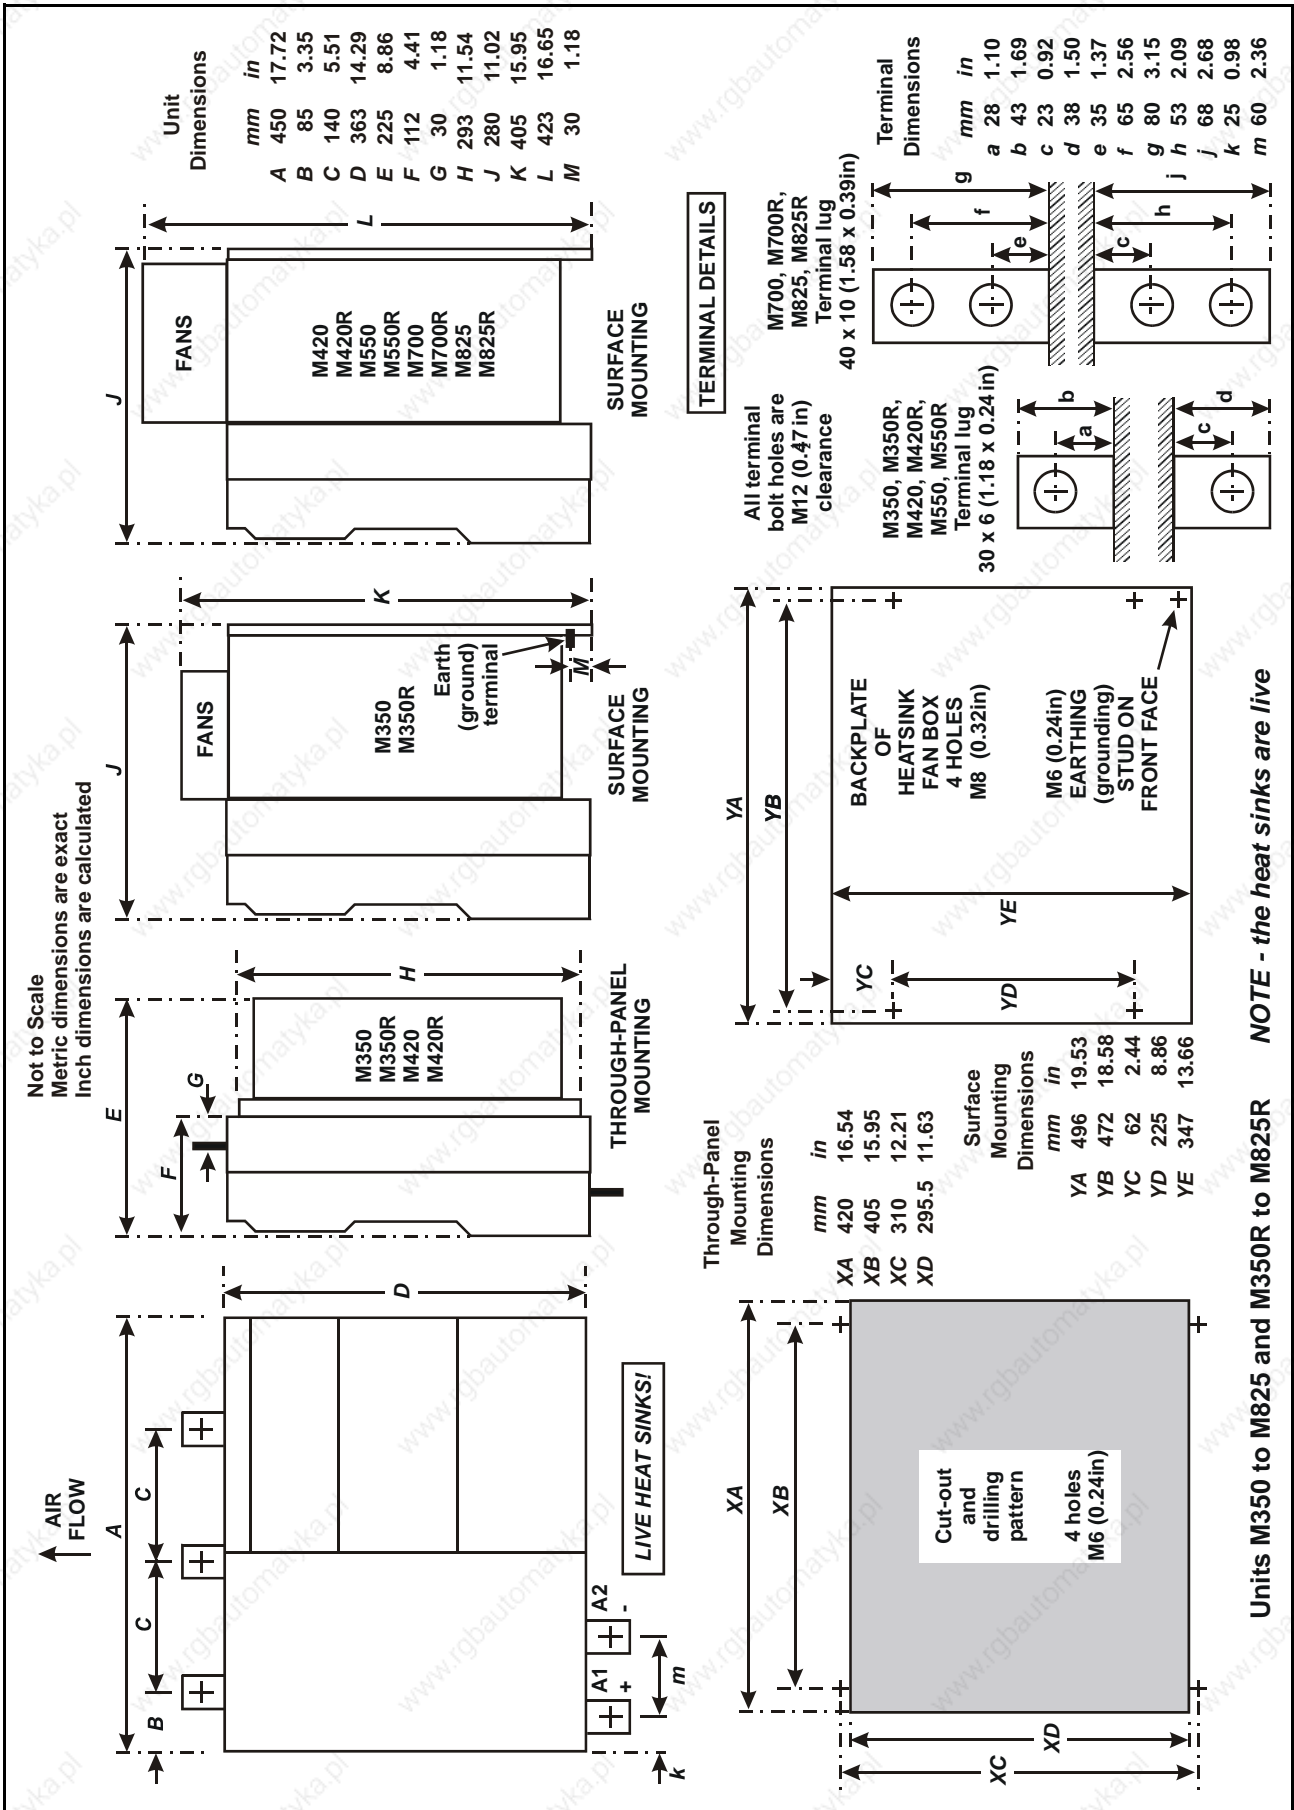 Not to Scale
Metric dimensions are exact
Inch dimensions are calculated
AIR
FLOW
A
B
C
C
D
k
m
A1
+
A2
-
LIVE HEAT SINKS!
E
F
G
H
M350
M350R
M420
M420R
THROUGH-PANEL
MOUNTING
J
K
FANS
M350
M350R
Earth
(ground)
terminal
M
SURFACE
MOUNTING
J
L
FANS
M420
M420R
M550
M550R
M700
M700R
M825
M825R
SURFACE
MOUNTING
Unit
Dimensions
mm in
A 450 17.72
B 85 3.35
C 140 5.51
D 363 14.29
E 225 8.86
F 112 4.41
G 30 1.18
H 293 11.54
J 280 11.02
K 405 15.95
L 423 16.65
M 30 1.18
XA
XB
XC
XD
Cut-out
and
drilling
pattern
4 holes
M6 (0.24in)
Through-Panel
Mounting
Dimensions
mm in
XA 420 16.54
XB 405 15.95
XC 310 12.21
XD 295.5 11.63
Surface
Mounting
Dimensions
mm in
YA 496 19.53
YB 472 18.58
YC 62 2.44
YD 225 8.86
YE 347 13.66
YA
YB
YC
YD
YE
BACKPLATE
OF
HEATSINK
FAN BOX
4 HOLES
M8 (0.32in)
M6 (0.24in)
EARTHING
(grounding)
STUD ON
FRONT FACE
TERMINAL DETAILS
All terminal
bolt holes are
M12 (0.47in)
clearance
M350, M350R,
M420, M420R,
M550, M550R
Terminal lug
30 x 6 (1.18 x 0.24in)
a
b
c
d
M700, M700R,
M825, M825R
Terminal lug
40 x 10 (1.58 x 0.39in)
e
f
g
c
h
j
Terminal
Dimensions
mm in
a 28 1.10
b 43 1.69
c 23 0.92
d 38 1.50
e 35 1.37
f 65 2.56
g 80 3.15
h 53 2.09
j 68 2.68
k 25 0.98
m 60 2.36
Units M350 to M825 and M350R to M825R NOTE - the heat sinks are live
www.rgbautomatyka.pl